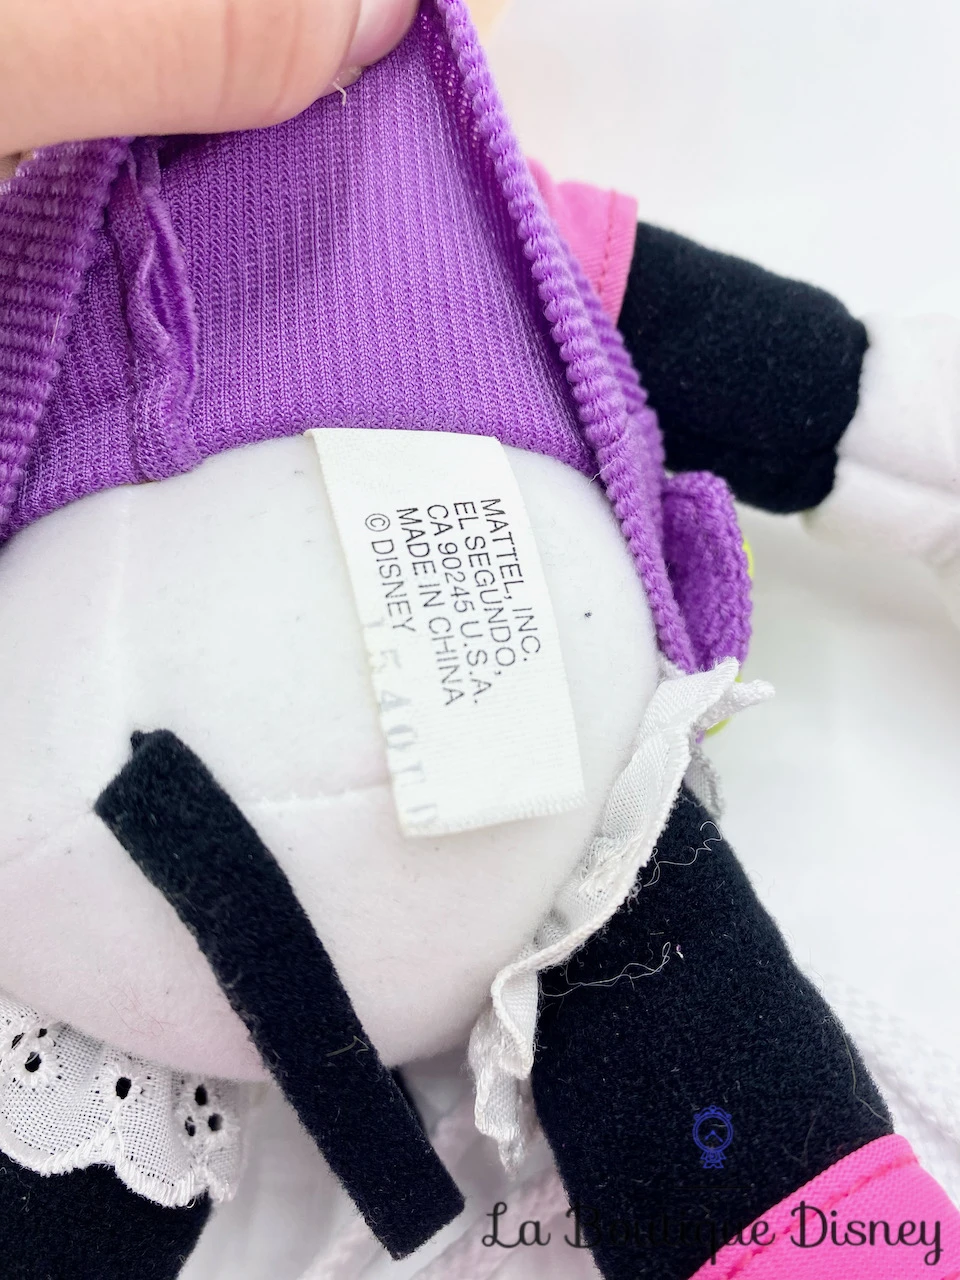 MATTEL, INC.
EL SEGUNDO,
CA 90245 U.S.A.
MADE IN CHINA
© DISNEY
La Boutique Disney